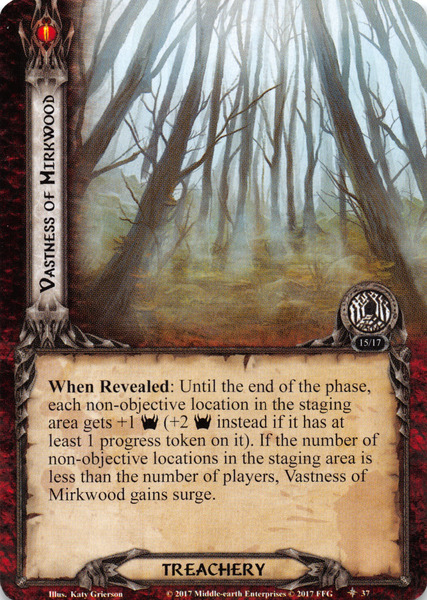 VASTNESS OF MIRKWOOD
15/17
When Revealed: Until the end of the phase,
each non-objective location in the staging
area gets +1 (+2 instead if it has at
least 1 progress token on it). If the number
of non-objective locations in the staging area is
less than the number of players, Vastness of
Mirkwood gains surge.
TREACHERY
Illus. Katy Grierson © 2017 Middle-earth Enterprises © 2017 FFG 37